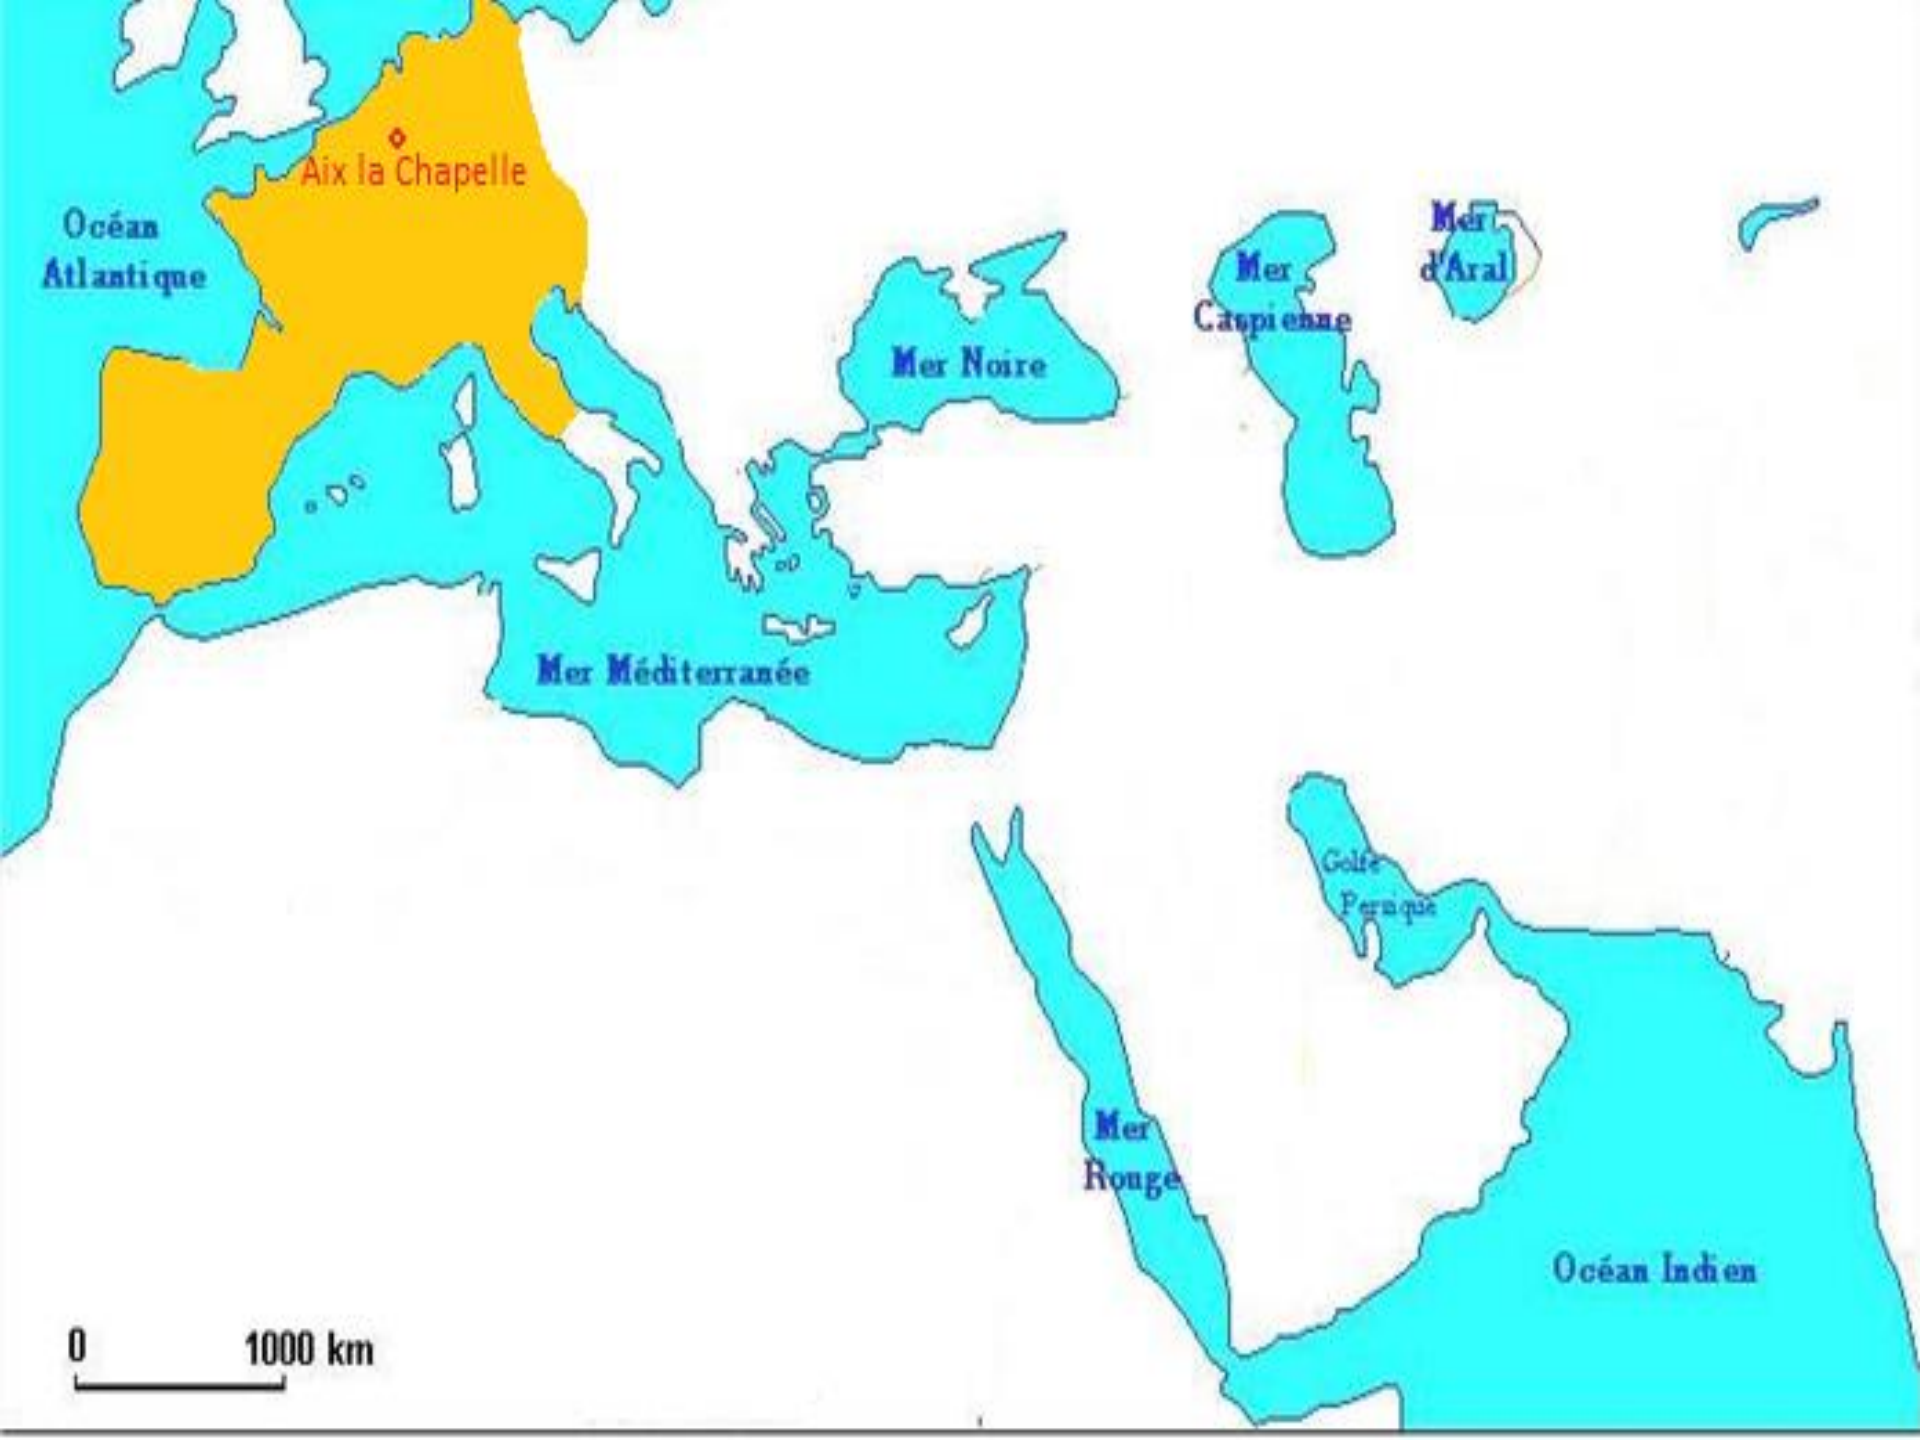 Aix la Chapelle
Océan
Atlantique
Mer
d'Aral
Mer
Caspienne
Mer Noire
Mer Méditerranée
Golfe
Persique
Mer
Rouge
Océan Indien
0 1000 km